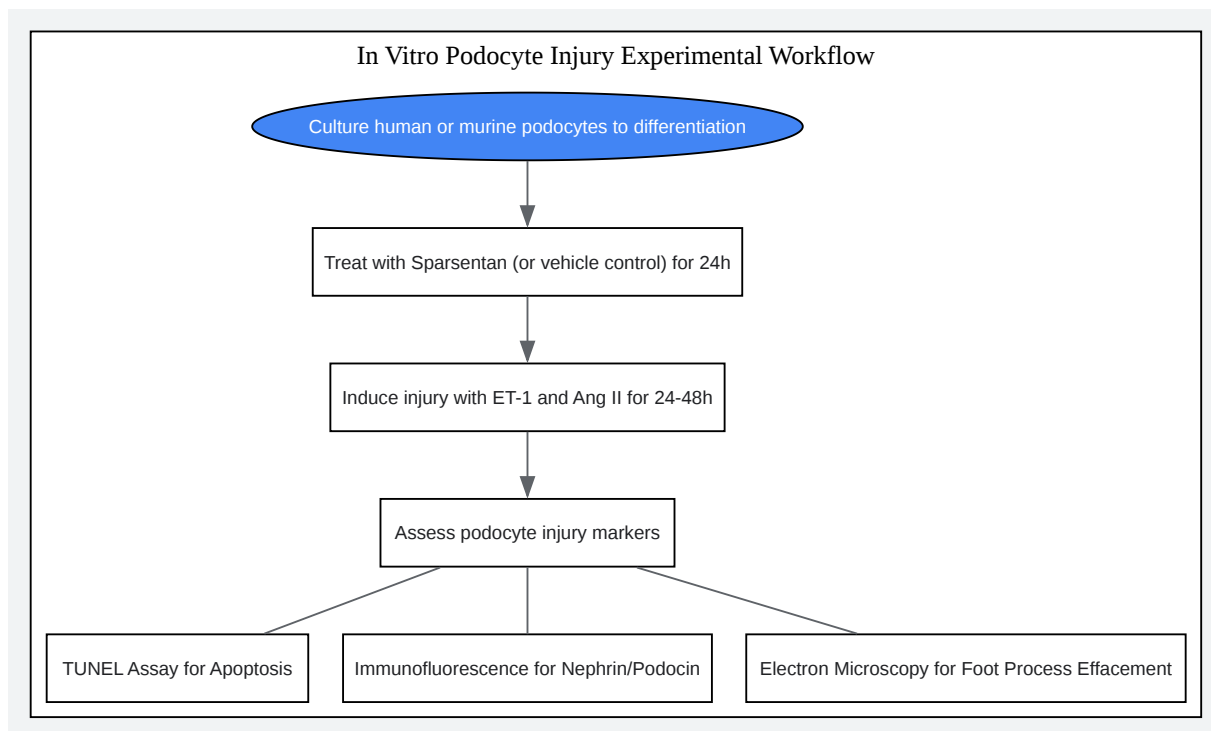 In Vitro Podocyte Injury Experimental Workflow
Culture human or murine podocytes to differentiation
Treat with Sparsentan (or vehicle control) for 24h
Induce injury with ET-1 and Ang II for 24-48h
Assess podocyte injury markers
TUNEL Assay for Apoptosis
Immunofluorescence for Nephrin/Podocin
Electron Microscopy for Foot Process Effacement